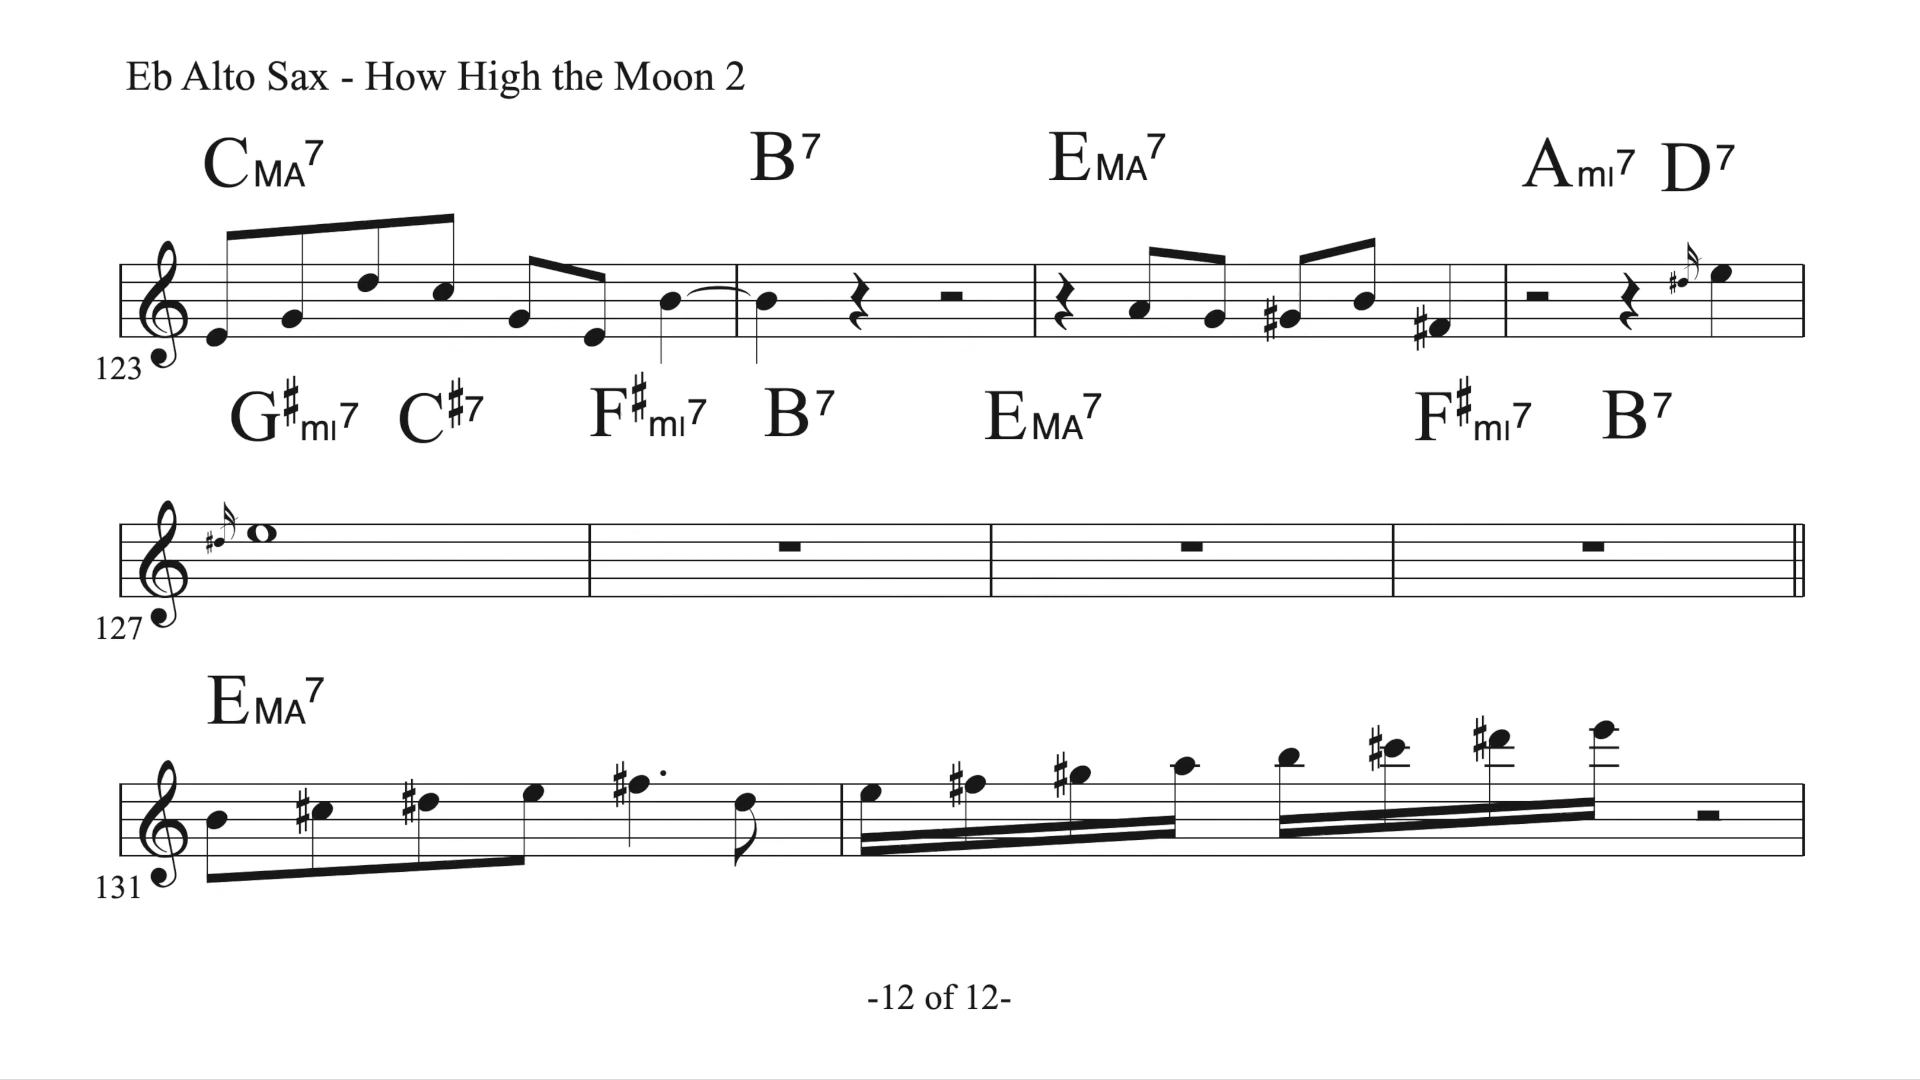 Eb Alto Sax - How High the Moon 2
CMA7 B7 EMA7 Ami7 D7
123
G♯mi7 C♯7 F♯mi7 B7 EMA7 F♯mi7 B7
127
EMA7
131
-12 of 12-